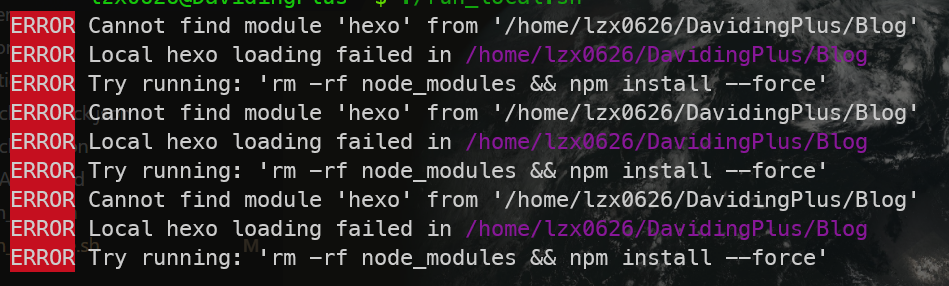 lzx0626@DavidingPlus $ ./run_local.sh
ERROR Cannot find module 'hexo' from '/home/lzx0626/DavidingPlus/Blog'
ERROR Local hexo loading failed in /home/lzx0626/DavidingPlus/Blog
ERROR Try running: 'rm -rf node_modules && npm install --force'
ERROR Cannot find module 'hexo' from '/home/lzx0626/DavidingPlus/Blog'
ERROR Local hexo loading failed in /home/lzx0626/DavidingPlus/Blog
ERROR Try running: 'rm -rf node_modules && npm install --force'
ERROR Cannot find module 'hexo' from '/home/lzx0626/DavidingPlus/Blog'
ERROR Local hexo loading failed in /home/lzx0626/DavidingPlus/Blog
ERROR Try running: 'rm -rf node_modules && npm install --force'